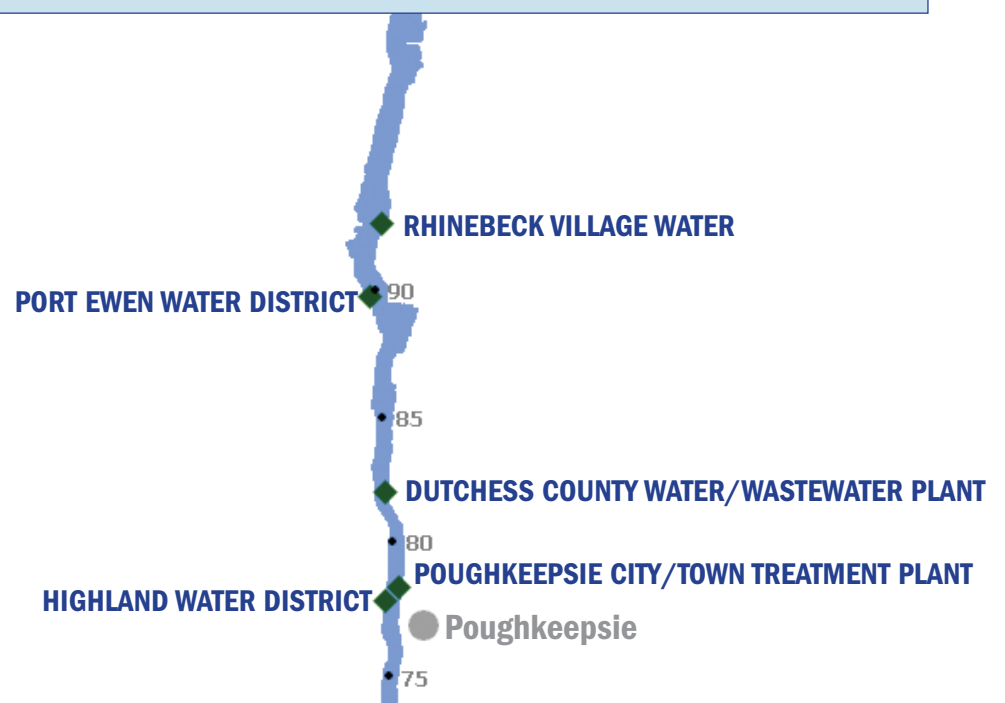 RHINEBECK VILLAGE WATER
90
PORT EWEN WATER DISTRICT
85
DUTCHESS COUNTY WATER/WASTEWATER PLANT
80
POUGHKEEPSIE CITY/TOWN TREATMENT PLANT
HIGHLAND WATER DISTRICT
Poughkeepsie
75